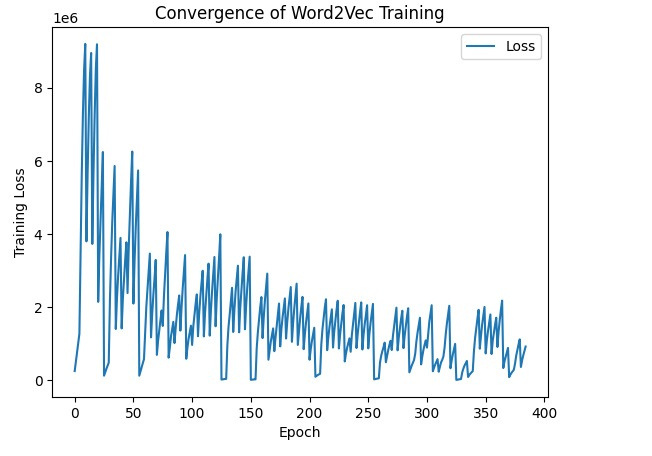 Convergence of Word2Vec Training
1e6
Loss
8
6
4
2
0
Training Loss
0 50 100 150 200 250 300 350 400
Epoch